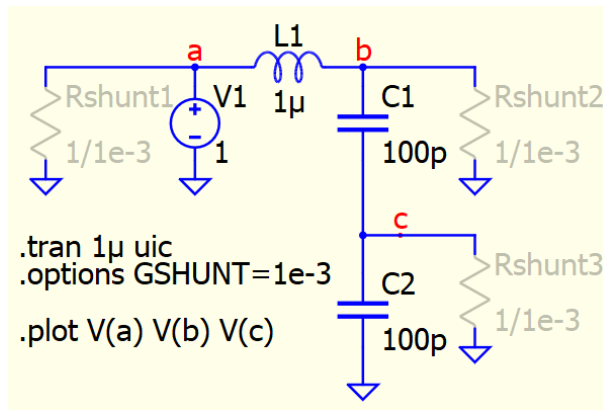 L1
a
b
Rshunt1
V1
1µ
C1
Rshunt2
1/1e-3
1
100p
1/1e-3
c
.tran 1µ uic
Rshunt3
.options GSHUNT=1e-3
C2
1/1e-3
.plot V(a) V(b) V(c)
100p